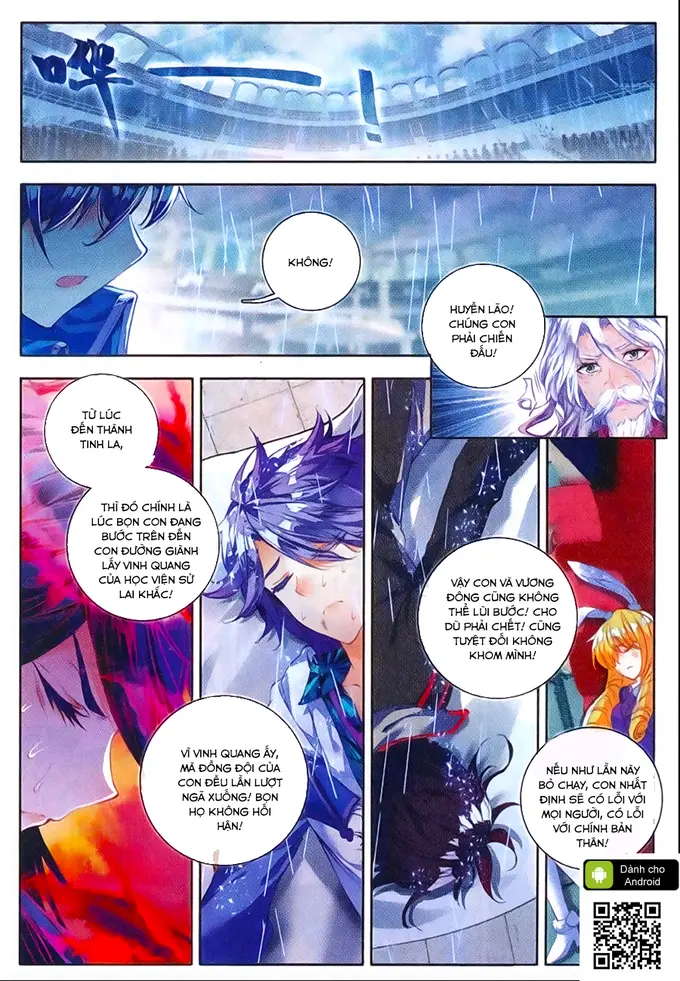 哗一!
KHÔNG!
HUYỀN LÃO!
CHÚNG CON
PHẢI CHIẾN
ĐẤU!
TỪ LÚC
ĐẾN THÀNH
TINH LA,
THÌ ĐÓ CHÍNH LÀ
LÚC BỌN CON ĐANG
BƯỚC TRÊN ĐẾN
CON ĐƯỜNG GIÀNH
LẤY VINH QUANG
CỦA HỌC VIỆN SỬ
LAI KHẮC!
VÌ VINH QUANG ẤY,
MÀ ĐỒNG ĐỘI CỦA
CON ĐỀU LẦN LƯỢT
NGÃ XUỐNG! BỌN
HỌ KHÔNG HỐI
HẬN!
VẬY CON VÀ VƯƠNG
ĐÔNG CŨNG KHÔNG
THỂ LÙI BƯỚC! CHO
DÙ PHẢI CHẾT! CŨNG
TUYỆT ĐỐI KHÔNG
KHOM MÌNH!
NẾU NHƯ LẦN NÀY
BỎ CHẠY, CON NHẤT
ĐỊNH SẼ CÓ LỖI VỚI
MỌI NGƯỜI, CÓ LỖI
VỚI CHÍNH BẢN
THÂN!
Dành cho
Android